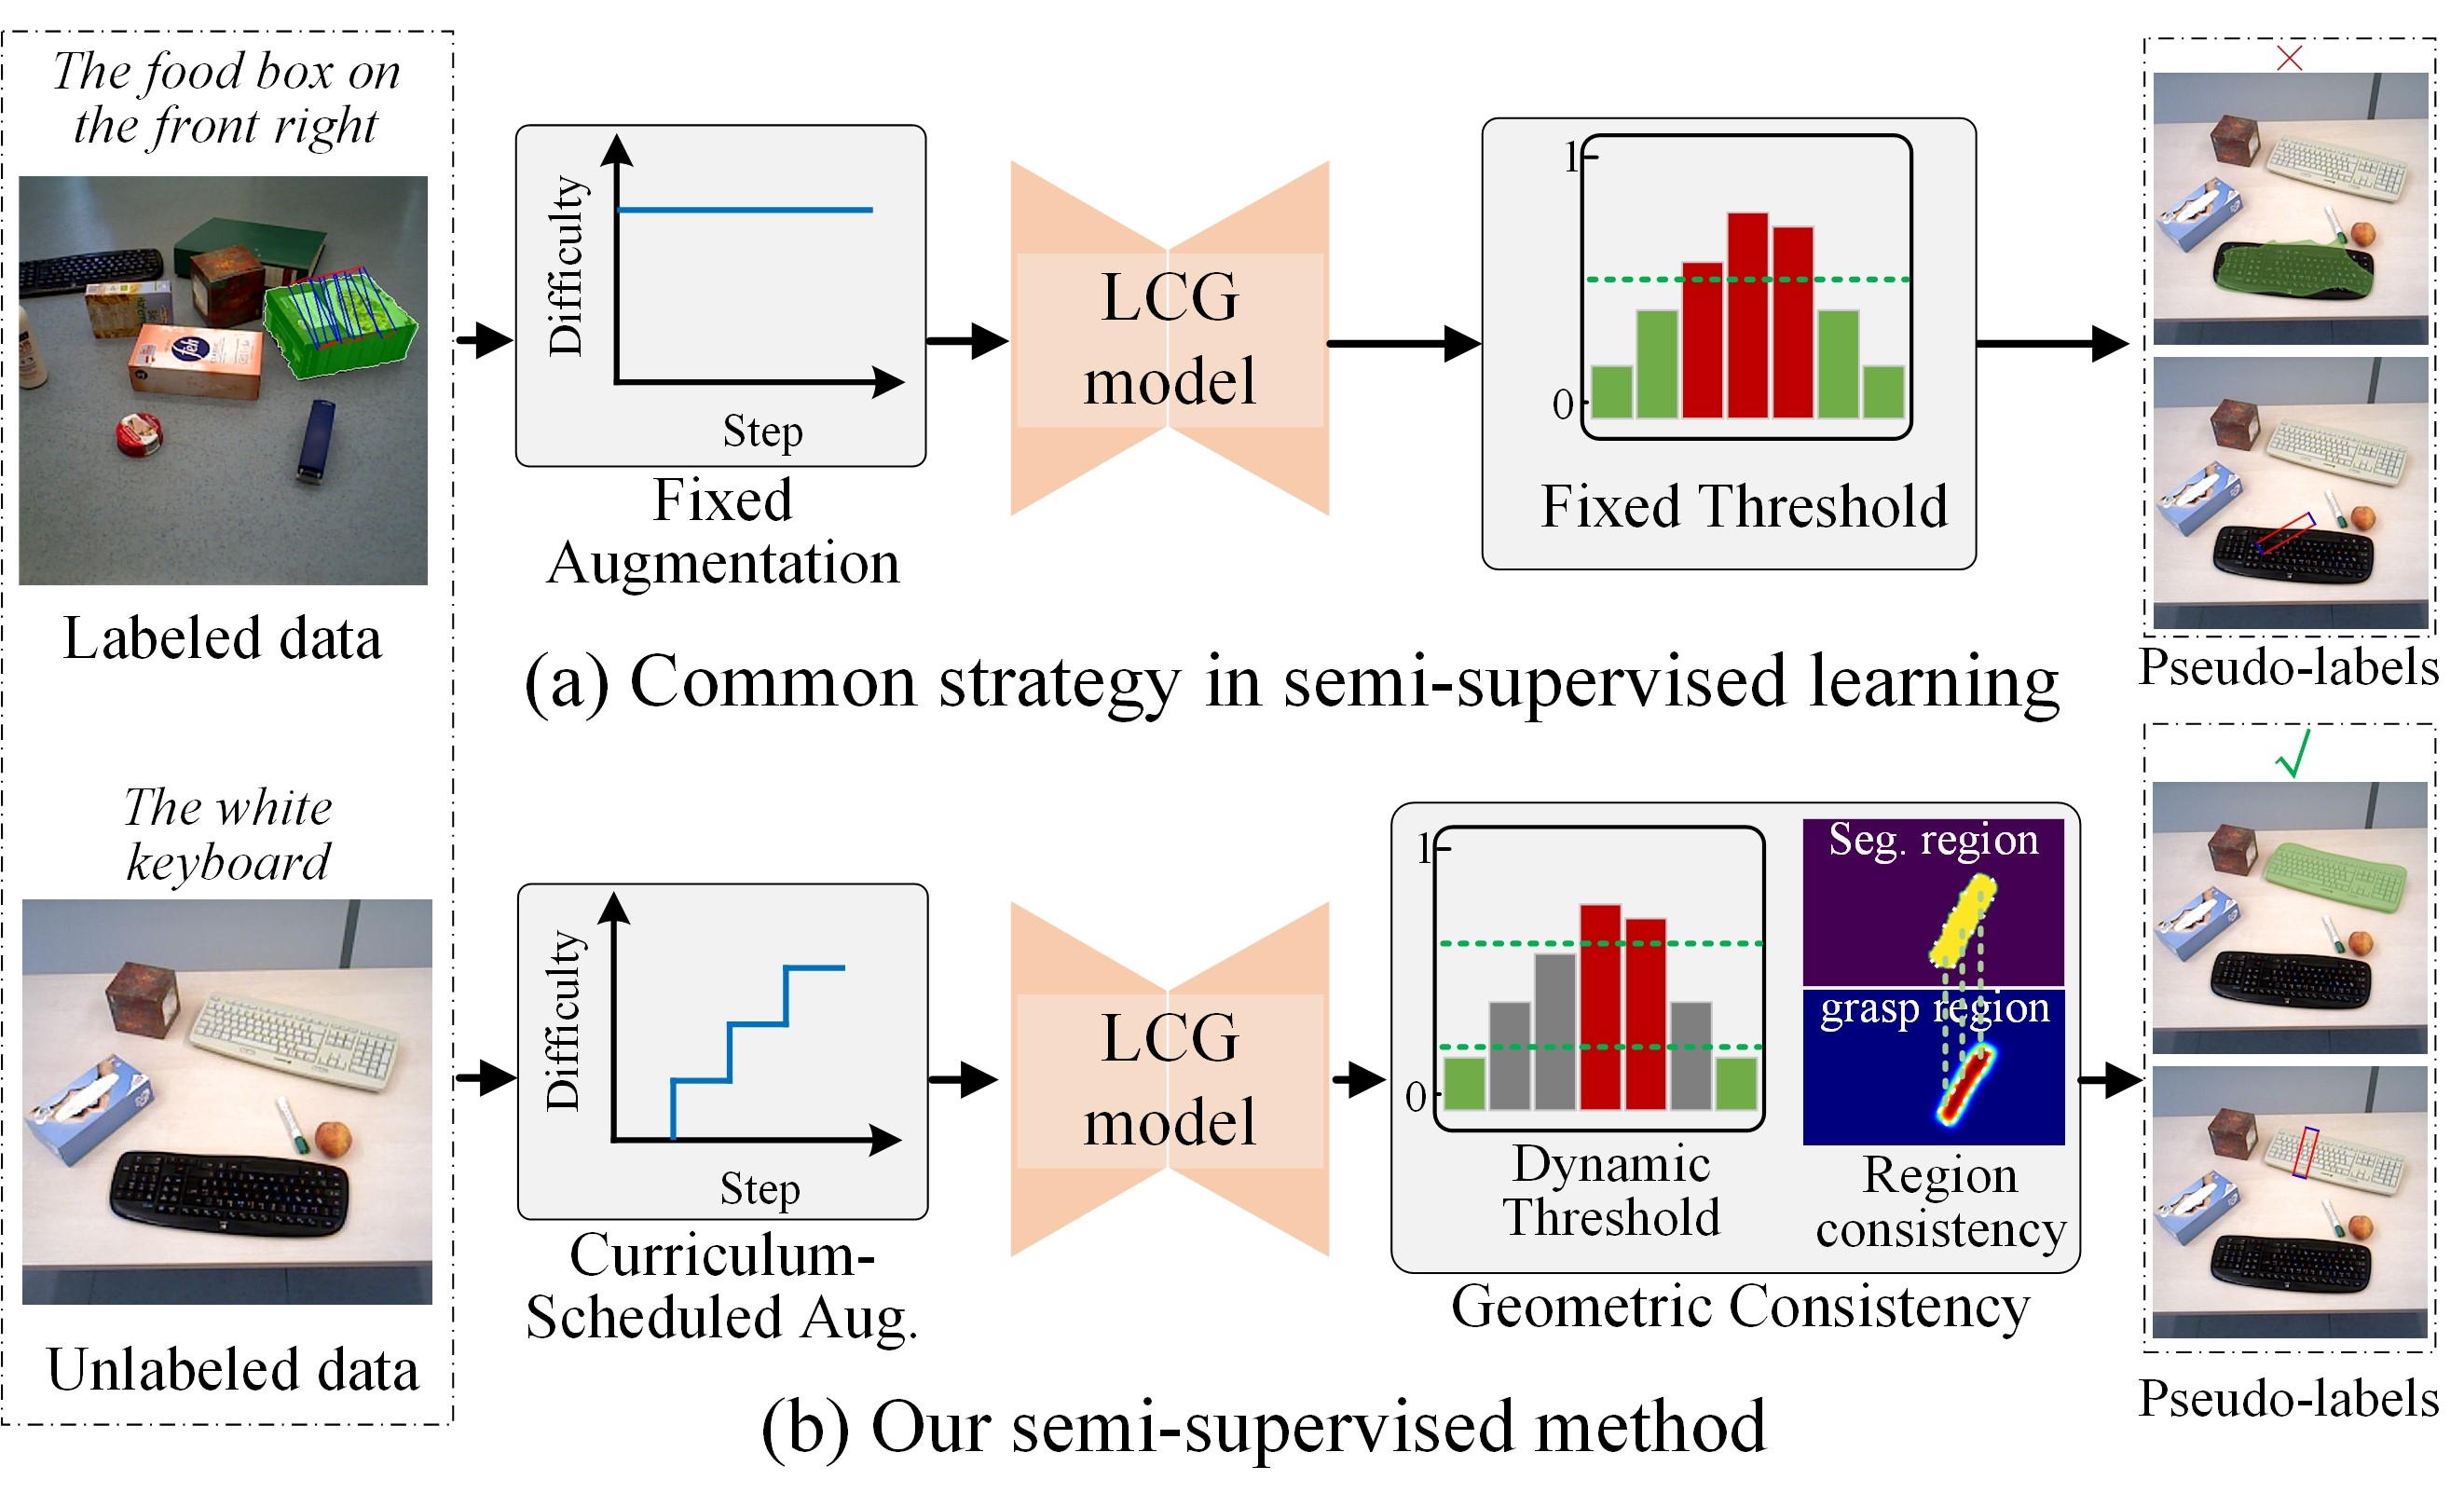 The food box on
the front right
Labeled data
Difficulty
Step
Fixed
Augmentation
LCG
model
1
0
Fixed Threshold
Pseudo-labels
(a) Common strategy in semi-supervised learning
The white
keyboard
Unlabeled data
Difficulty
Step
Curriculum-
Scheduled Aug.
LCG
model
1
0
Dynamic
Threshold
Seg. region
grasp region
Region
consistency
Geometric Consistency
Pseudo-labels
(b) Our semi-supervised method